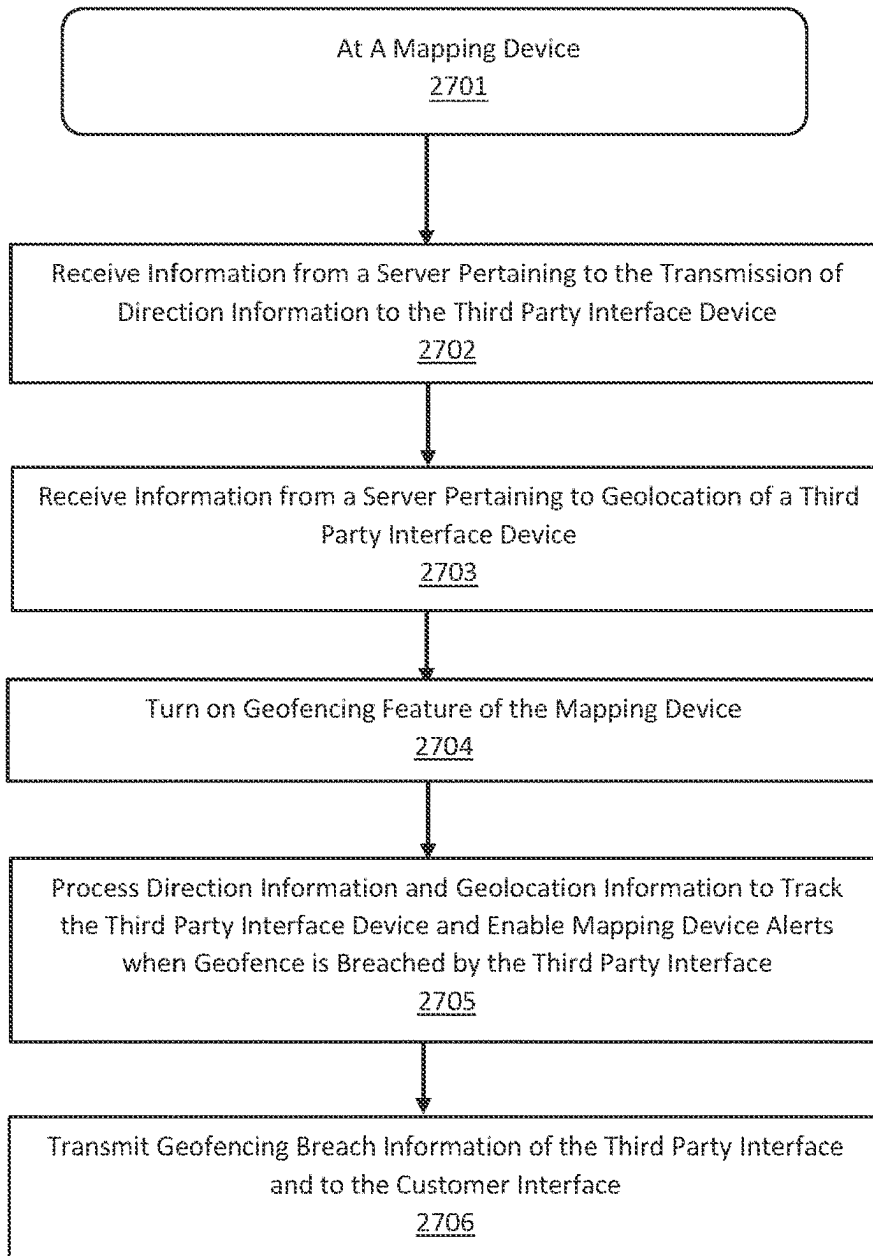 At A Mapping Device
2701
Receive Information from a Server Pertaining to the Transmission of
Direction Information to the Third Party Interface Device
2702
Receive Information from a Server Pertaining to Geolocation of a Third
Party Interface Device
2703
Turn on Geofencing Feature of the Mapping Device
2704
Process Direction Information and Geolocation Information to Track
the Third Party Interface Device and Enable Mapping Device Alerts
when Geofence is Breached by the Third Party Interface
2705
Transmit Geofencing Breach Information of the Third Party Interface
and to the Customer Interface
2706